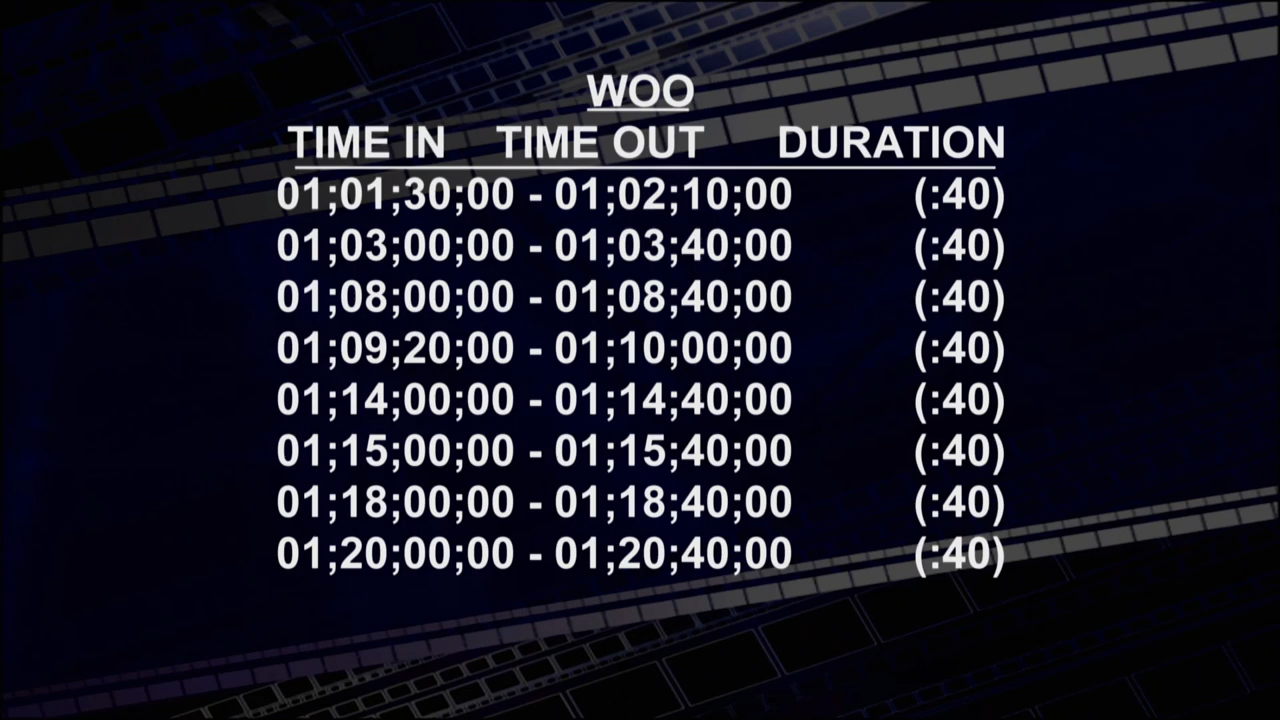 WOO
TIME IN TIME OUT DURATION
01;01;30;00 - 01;02;10;00 (:40)
01;03;00;00 - 01;03;40;00 (:40)
01;08;00;00 - 01;08;40;00 (:40)
01;09;20;00 - 01;10;00;00 (:40)
01;14;00;00 - 01;14;40;00 (:40)
01;15;00;00 - 01;15;40;00 (:40)
01;18;00;00 - 01;18;40;00 (:40)
01;20;00;00 - 01;20;40;00 (:40)